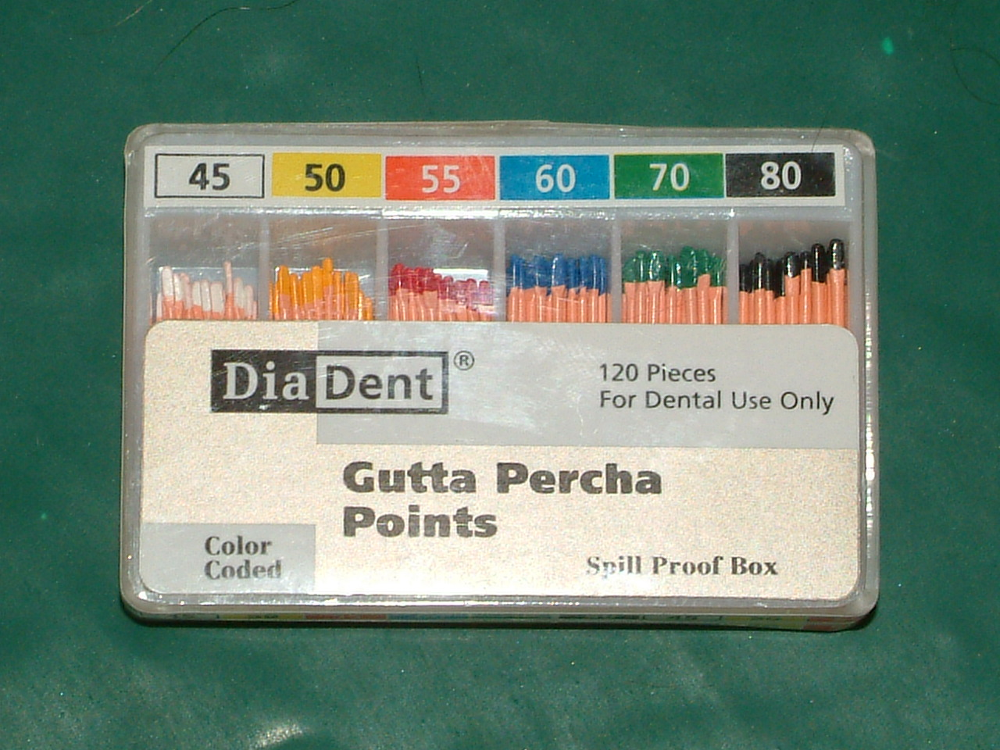 45 50 55 60 70 80
DiaDent®
120 Pieces
For Dental Use Only
Gutta Percha
Points
Color
Coded
Spill Proof Box